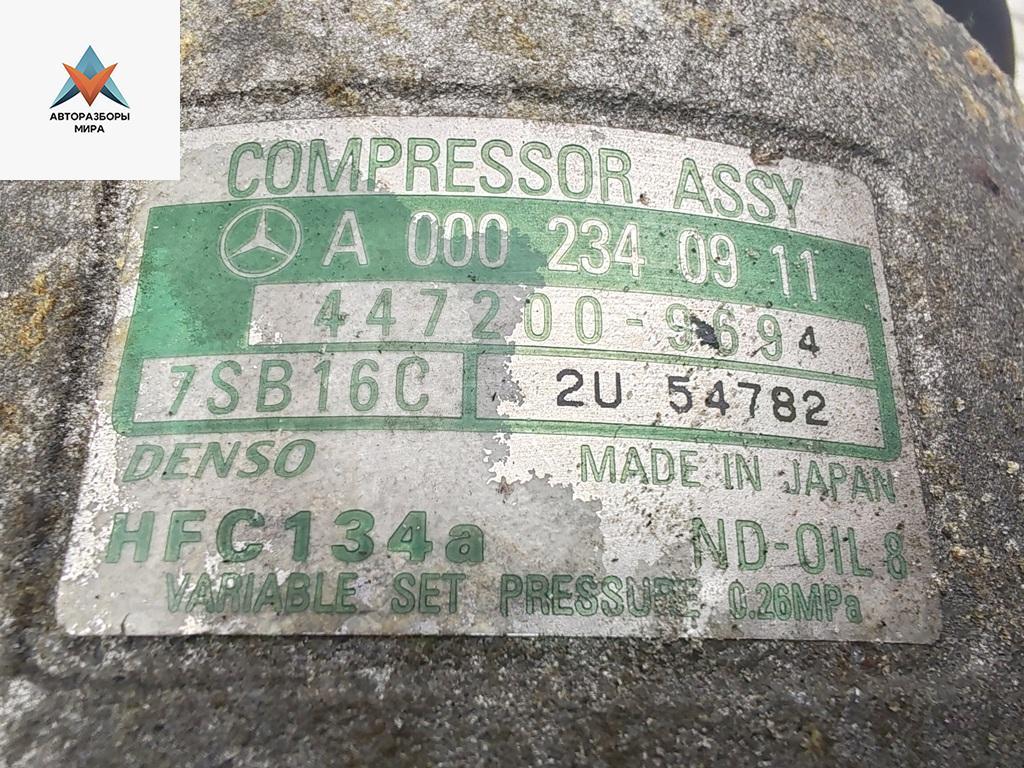 АВТОРАЗБОРЫ
МИРА
COMPRESSOR ASSY
A 000 234 09 11
447200-9694
7SB16C 2U 54782
DENSO MADE IN JAPAN
HFC134a ND-OIL 8
VARIABLE SET PRESSURE 0.26MPa